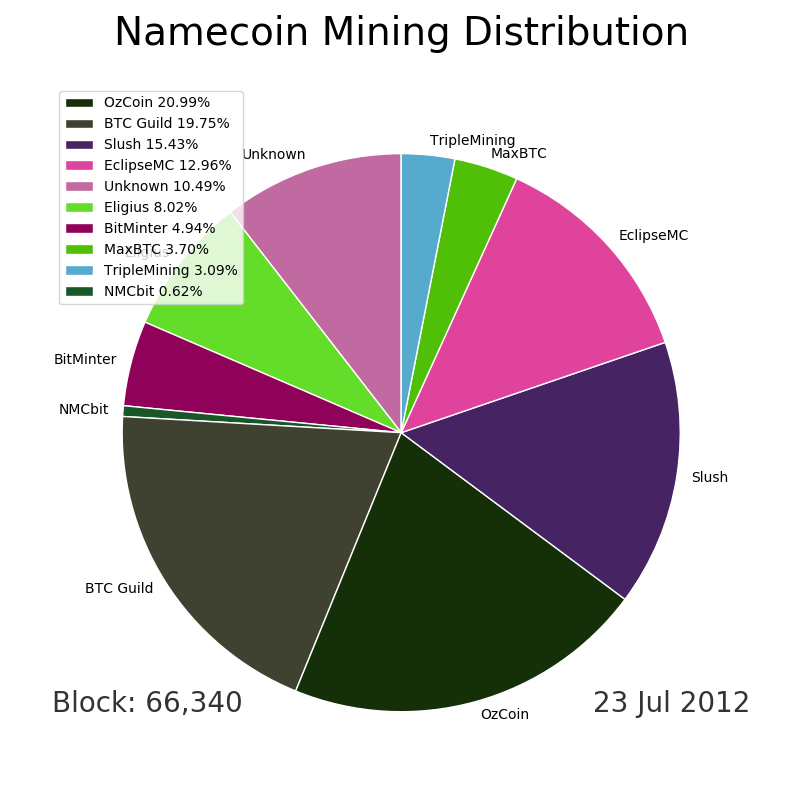 Namecoin Mining Distribution
OzCoin 20.99%
BTC Guild 19.75%
Slush 15.43%
EclipseMC 12.96%
Unknown 10.49%
Eligius 8.02%
BitMinter 4.94%
MaxBTC 3.70%
TripleMining 3.09%
NMCbit 0.62%
TripleMining
MaxBTC
Unknown
EclipseMC
Eligius
BitMinter
NMCbit
Slush
BTC Guild
OzCoin
Block: 66,340
23 Jul 2012